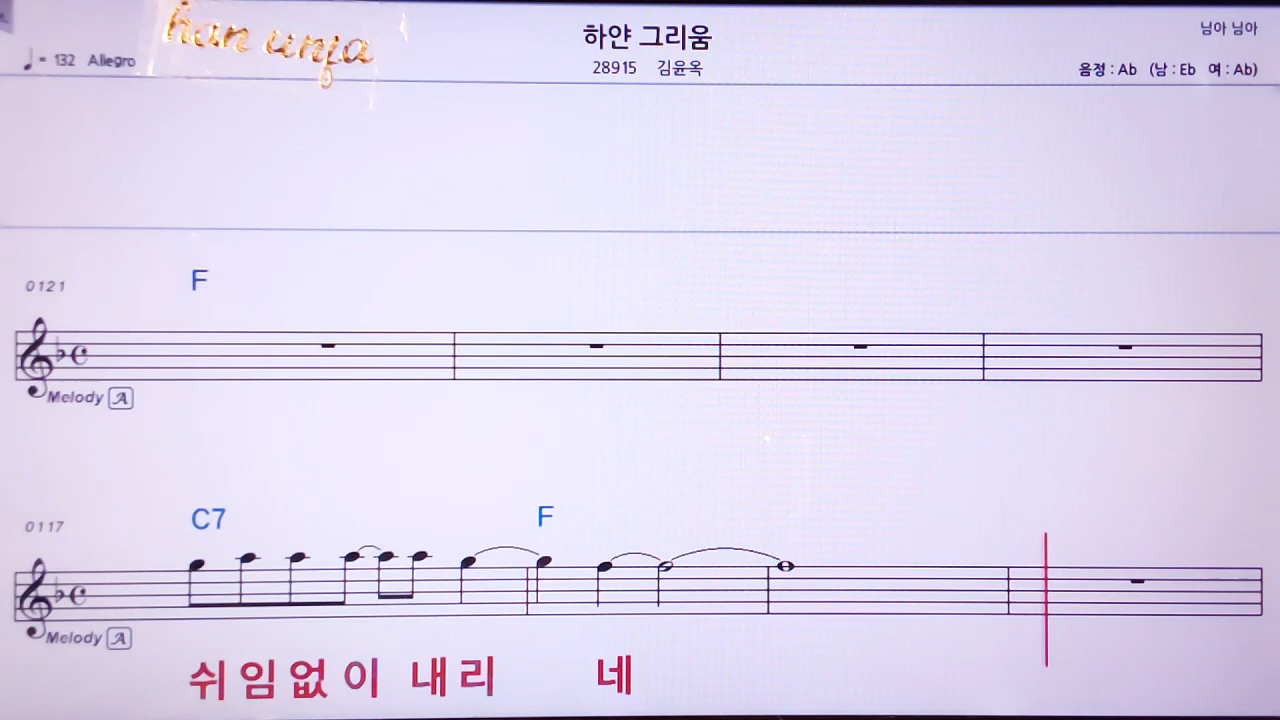 han unja
♩ = 132 Allegro
하얀 그리움
28915 김윤옥
님아 님아
음정 : Ab (남 : Eb 여 : Ab)
0121 F
Melody A
0117 C7 F
Melody A
쉬임없이 내리 네